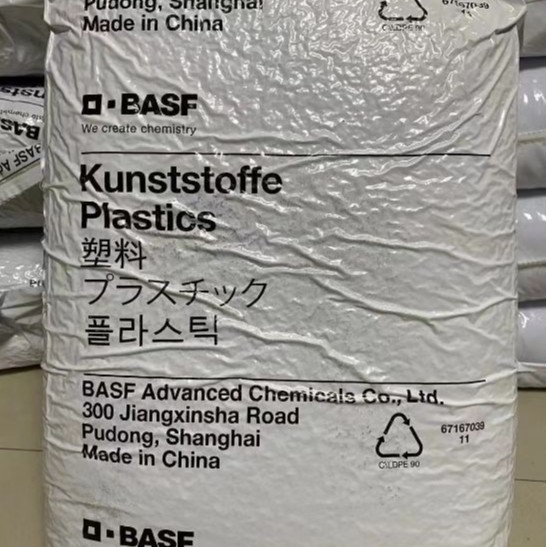 Pudong, Shanghai
Made in China
BASF
We create chemistry
Kunststoffe
Plastics
塑料
プラスチック
플라스틱
BASF Advanced Chemicals Co., Ltd.
300 Jiangxinsha Road
Pudong, Shanghai
Made in China
67167039
11
C\LDPE 90
BASF